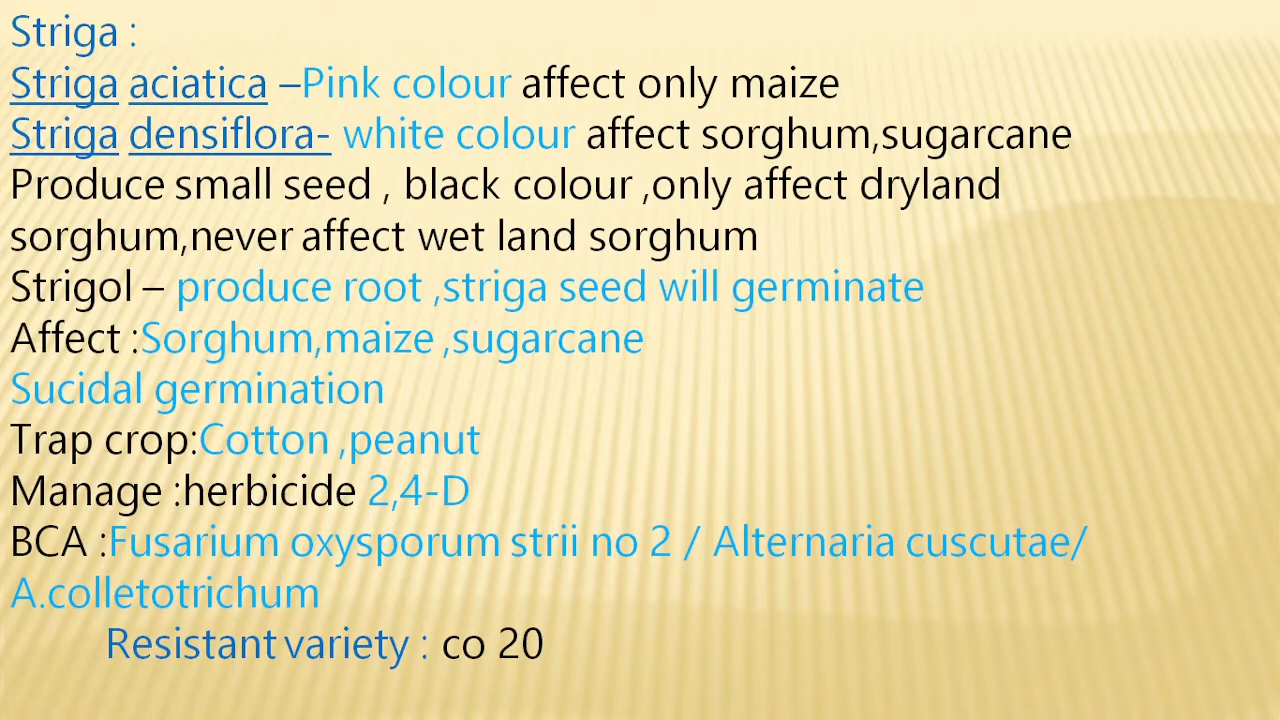 Striga :
Striga aciatica –Pink colour affect only maize
Striga densiflora- white colour affect sorghum,sugarcane
Produce small seed , black colour ,only affect dryland
sorghum,never affect wet land sorghum
Strigol – produce root ,striga seed will germinate
Affect :Sorghum,maize ,sugarcane
Sucidal germination
Trap crop:Cotton ,peanut
Manage :herbicide 2,4-D
BCA :Fusarium oxysporum strii no 2 / Alternaria cuscutae/
A.colletotrichum
Resistant variety : co 20